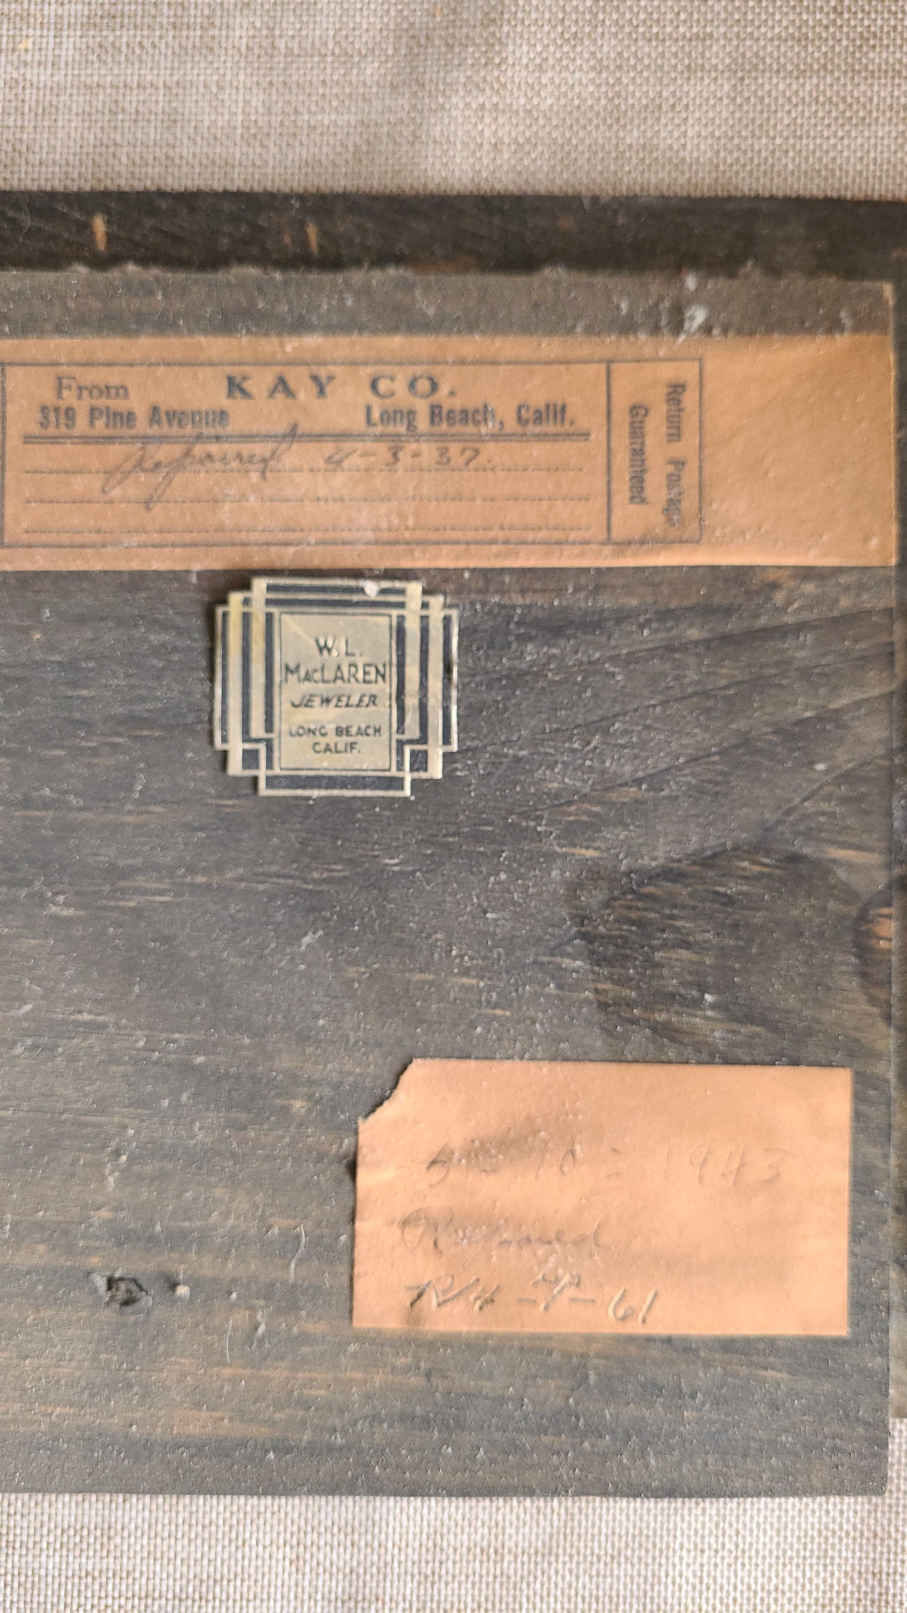 From KAY CO.
319 Pine Avenue Long Beach, Calif.
Repaired 4-3-37.
Return Postage
Guaranteed
W. L.
MACLAREN
JEWELER
LONG BEACH
CALIF.
10 = 1943
61